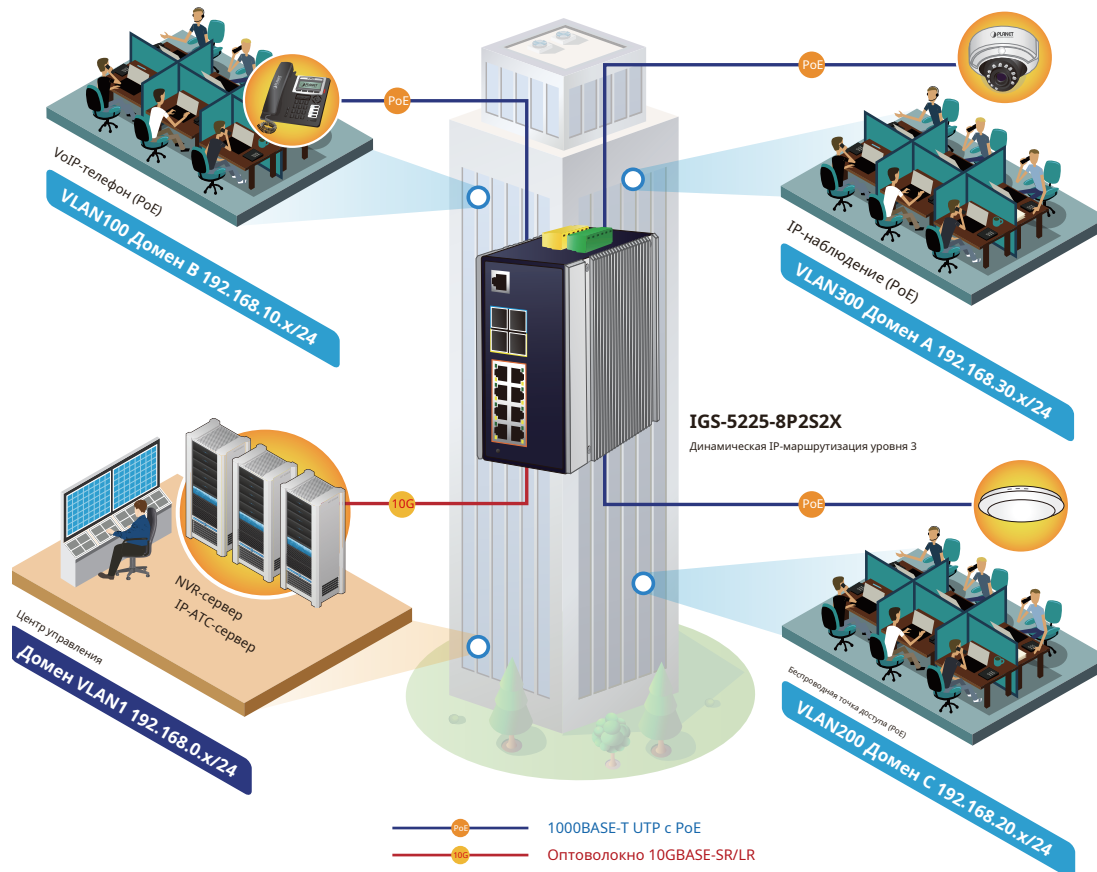 PoE
PoE
PLANET
VoIP-телефон (PoE)
VLAN100 Домен B 192.168.10.x/24
IP-наблюдение (PoE)
VLAN300 Домен A 192.168.30.x/24
IGS-5225-8P2S2X
Динамическая IP-маршрутизация уровня 3
10G
PoE
NVR-сервер
IP-АТС-сервер
Центр управления
Домен VLAN1 192.168.0.x/24
Беспроводная точка доступа (PoE)
VLAN200 Домен C 192.168.20.x/24
PoE
1000BASE-T UTP с PoE
10G
Оптоволокно 10GBASE-SR/LR